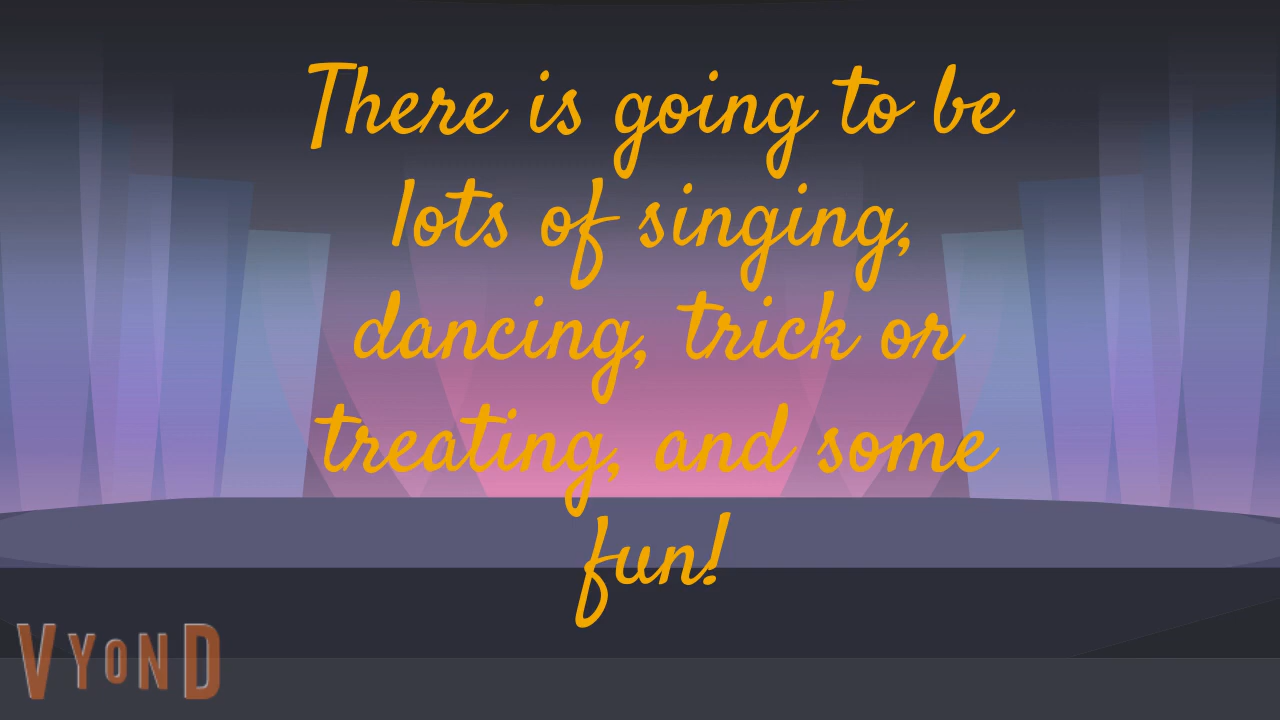 There is going to be
lots of singing,
dancing, trick or
treating, and some
fun!
VYOND